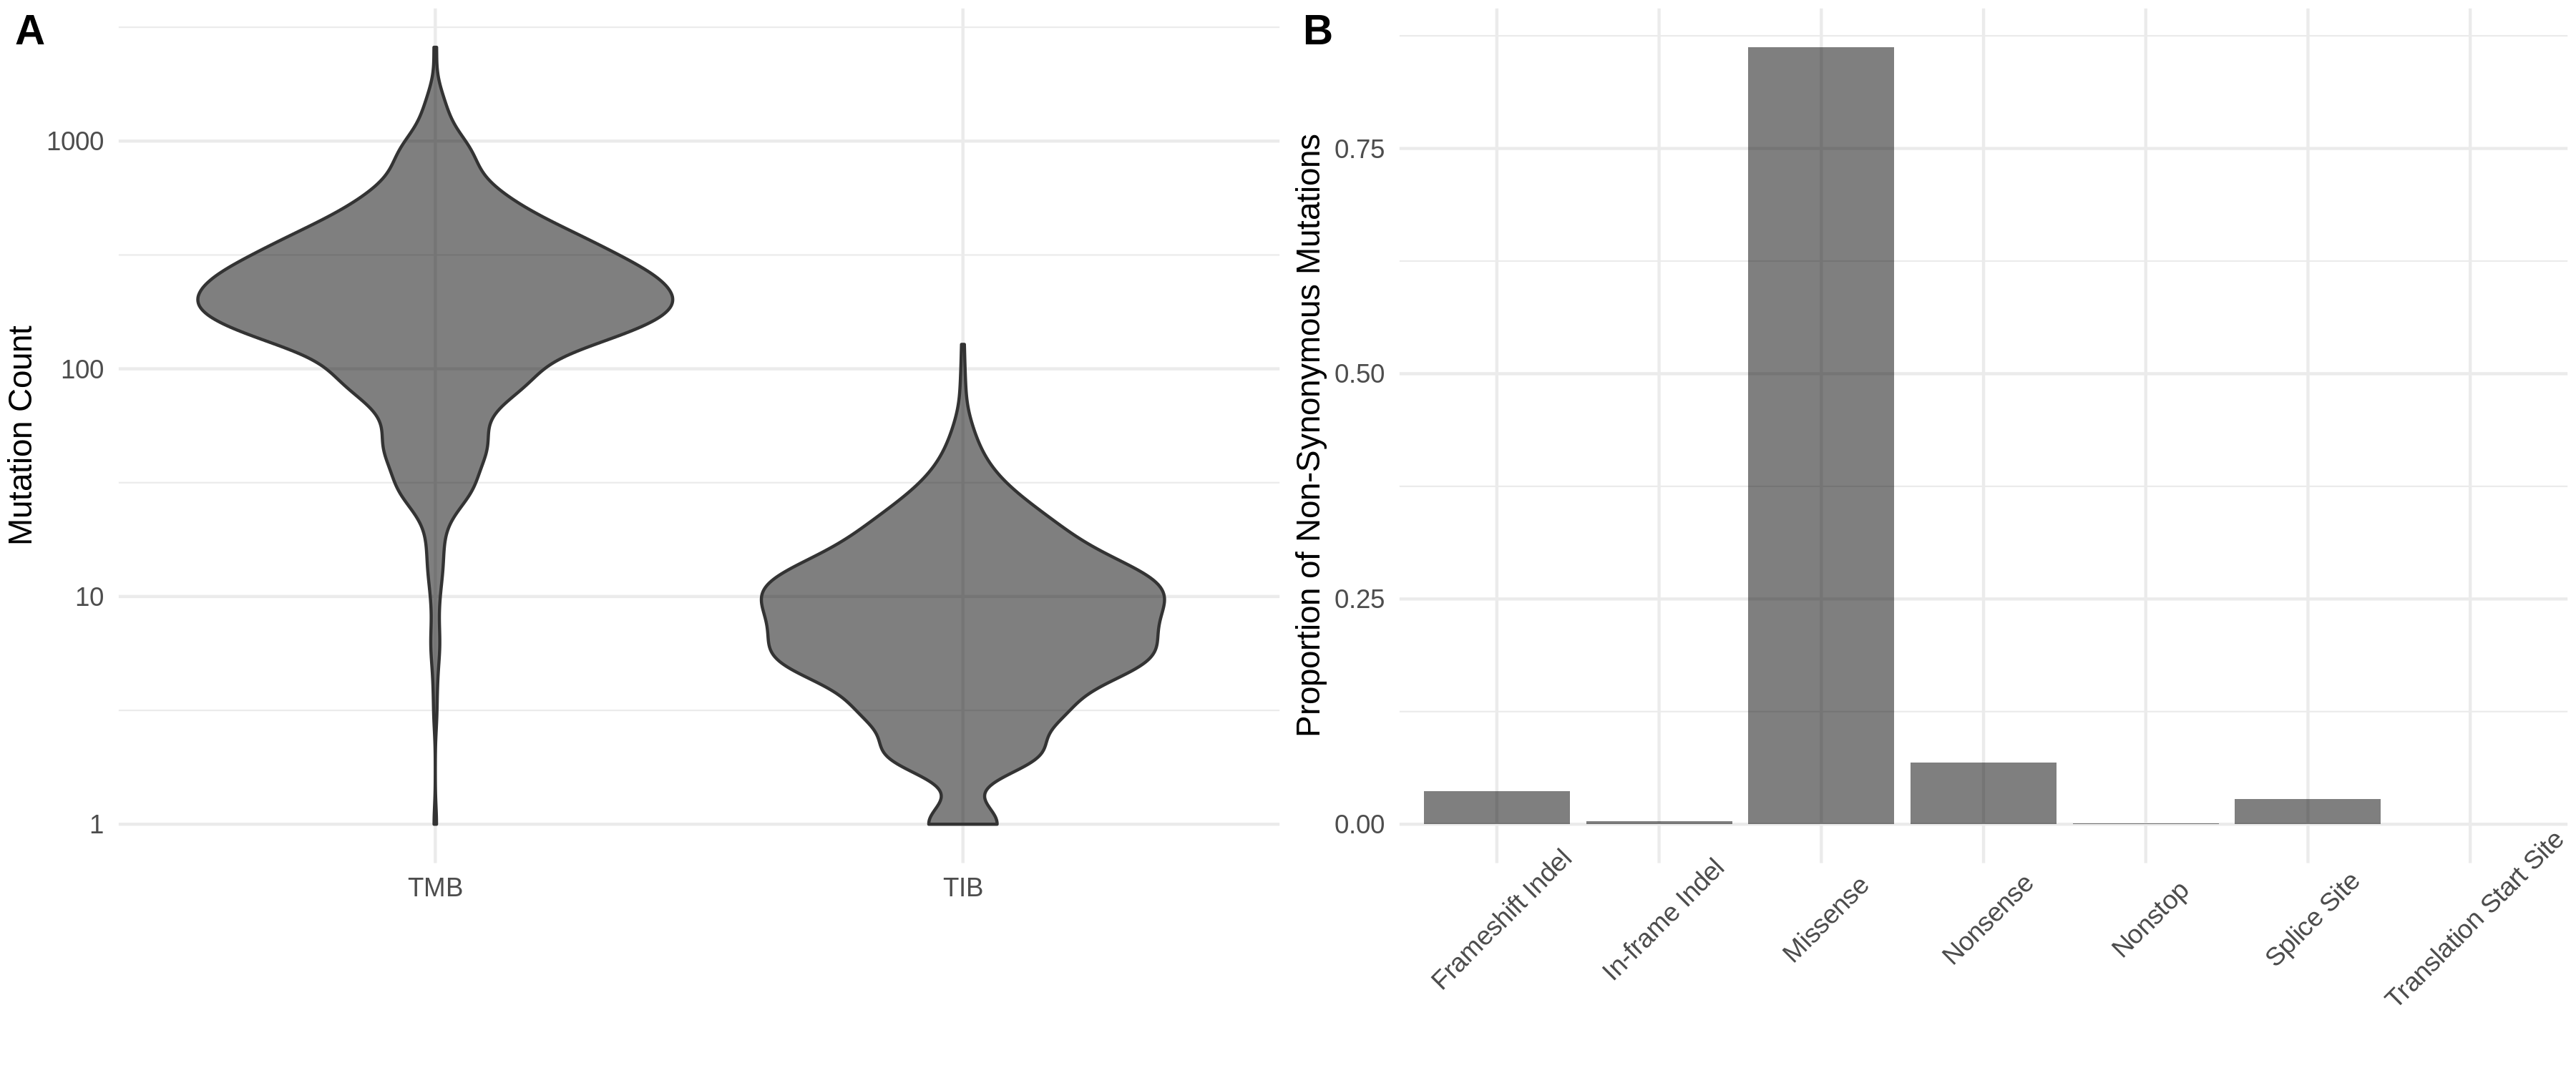 A
Mutation Count
1000
100
10
1
TMB
TIB
B
Proportion of Non-Synonymous Mutations
0.75
0.50
0.25
0.00
Frameshift Indel
In-frame Indel
Missense
Nonsense
Nonstop
Splice Site
Translation Start Site